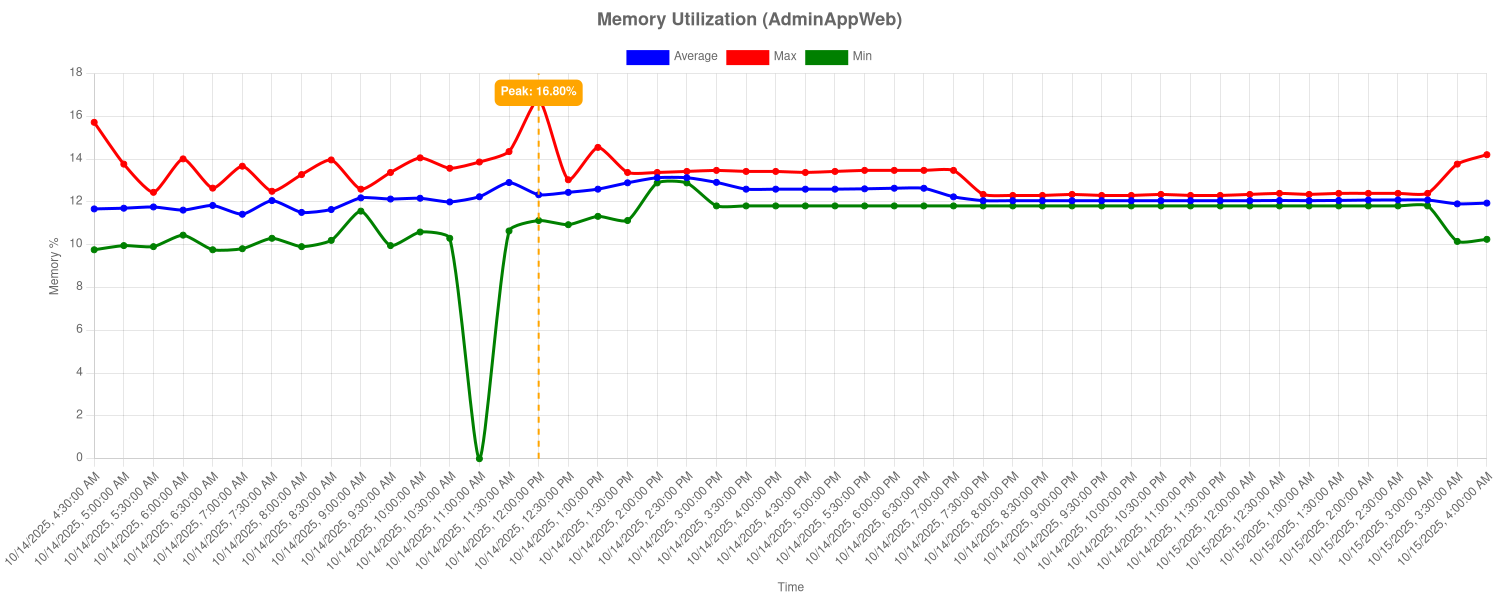 Memory Utilization (AdminAppWeb)
Average Max Min
Peak: 16.80%
18
16
14
12
10
8
6
4
2
0
Memory %
10/14/2025, 4:30:00 AM
10/14/2025, 5:00:00 AM
10/14/2025, 5:30:00 AM
10/14/2025, 6:00:00 AM
10/14/2025, 6:30:00 AM
10/14/2025, 7:00:00 AM
10/14/2025, 7:30:00 AM
10/14/2025, 8:00:00 AM
10/14/2025, 8:30:00 AM
10/14/2025, 9:00:00 AM
10/14/2025, 9:30:00 AM
10/14/2025, 10:00:00 AM
10/14/2025, 10:30:00 AM
10/14/2025, 11:00:00 AM
10/14/2025, 11:30:00 AM
10/14/2025, 12:00:00 PM
10/14/2025, 12:30:00 PM
10/14/2025, 1:00:00 PM
10/14/2025, 1:30:00 PM
10/14/2025, 2:00:00 PM
10/14/2025, 2:30:00 PM
10/14/2025, 3:00:00 PM
10/14/2025, 3:30:00 PM
10/14/2025, 4:00:00 PM
10/14/2025, 4:30:00 PM
10/14/2025, 5:00:00 PM
10/14/2025, 5:30:00 PM
10/14/2025, 6:00:00 PM
10/14/2025, 6:30:00 PM
10/14/2025, 7:00:00 PM
10/14/2025, 7:30:00 PM
10/14/2025, 8:00:00 PM
10/14/2025, 8:30:00 PM
10/14/2025, 9:00:00 PM
10/14/2025, 9:30:00 PM
10/14/2025, 10:00:00 PM
10/14/2025, 10:30:00 PM
10/14/2025, 11:00:00 PM
10/14/2025, 11:30:00 PM
10/15/2025, 12:00:00 AM
10/15/2025, 12:30:00 AM
10/15/2025, 1:00:00 AM
10/15/2025, 1:30:00 AM
10/15/2025, 2:00:00 AM
10/15/2025, 2:30:00 AM
10/15/2025, 3:00:00 AM
10/15/2025, 3:30:00 AM
10/15/2025, 4:00:00 AM
Time